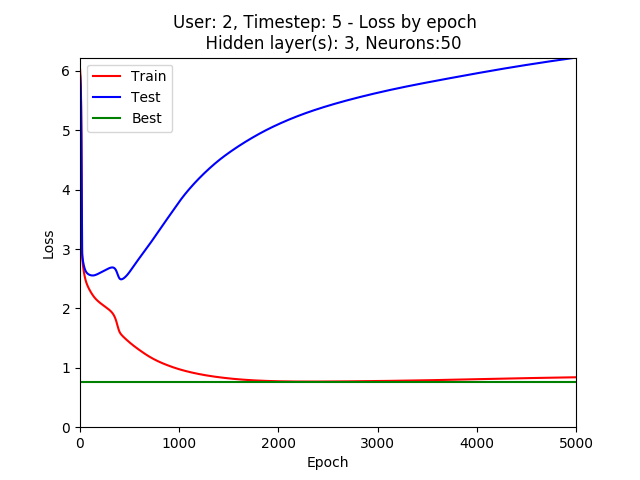 User: 2, Timestep: 5 - Loss by epoch
Hidden layer(s): 3, Neurons:50
6
Train
Test
Best
5
4
Loss
3
2
1
0
0 1000 2000 3000 4000 5000
Epoch